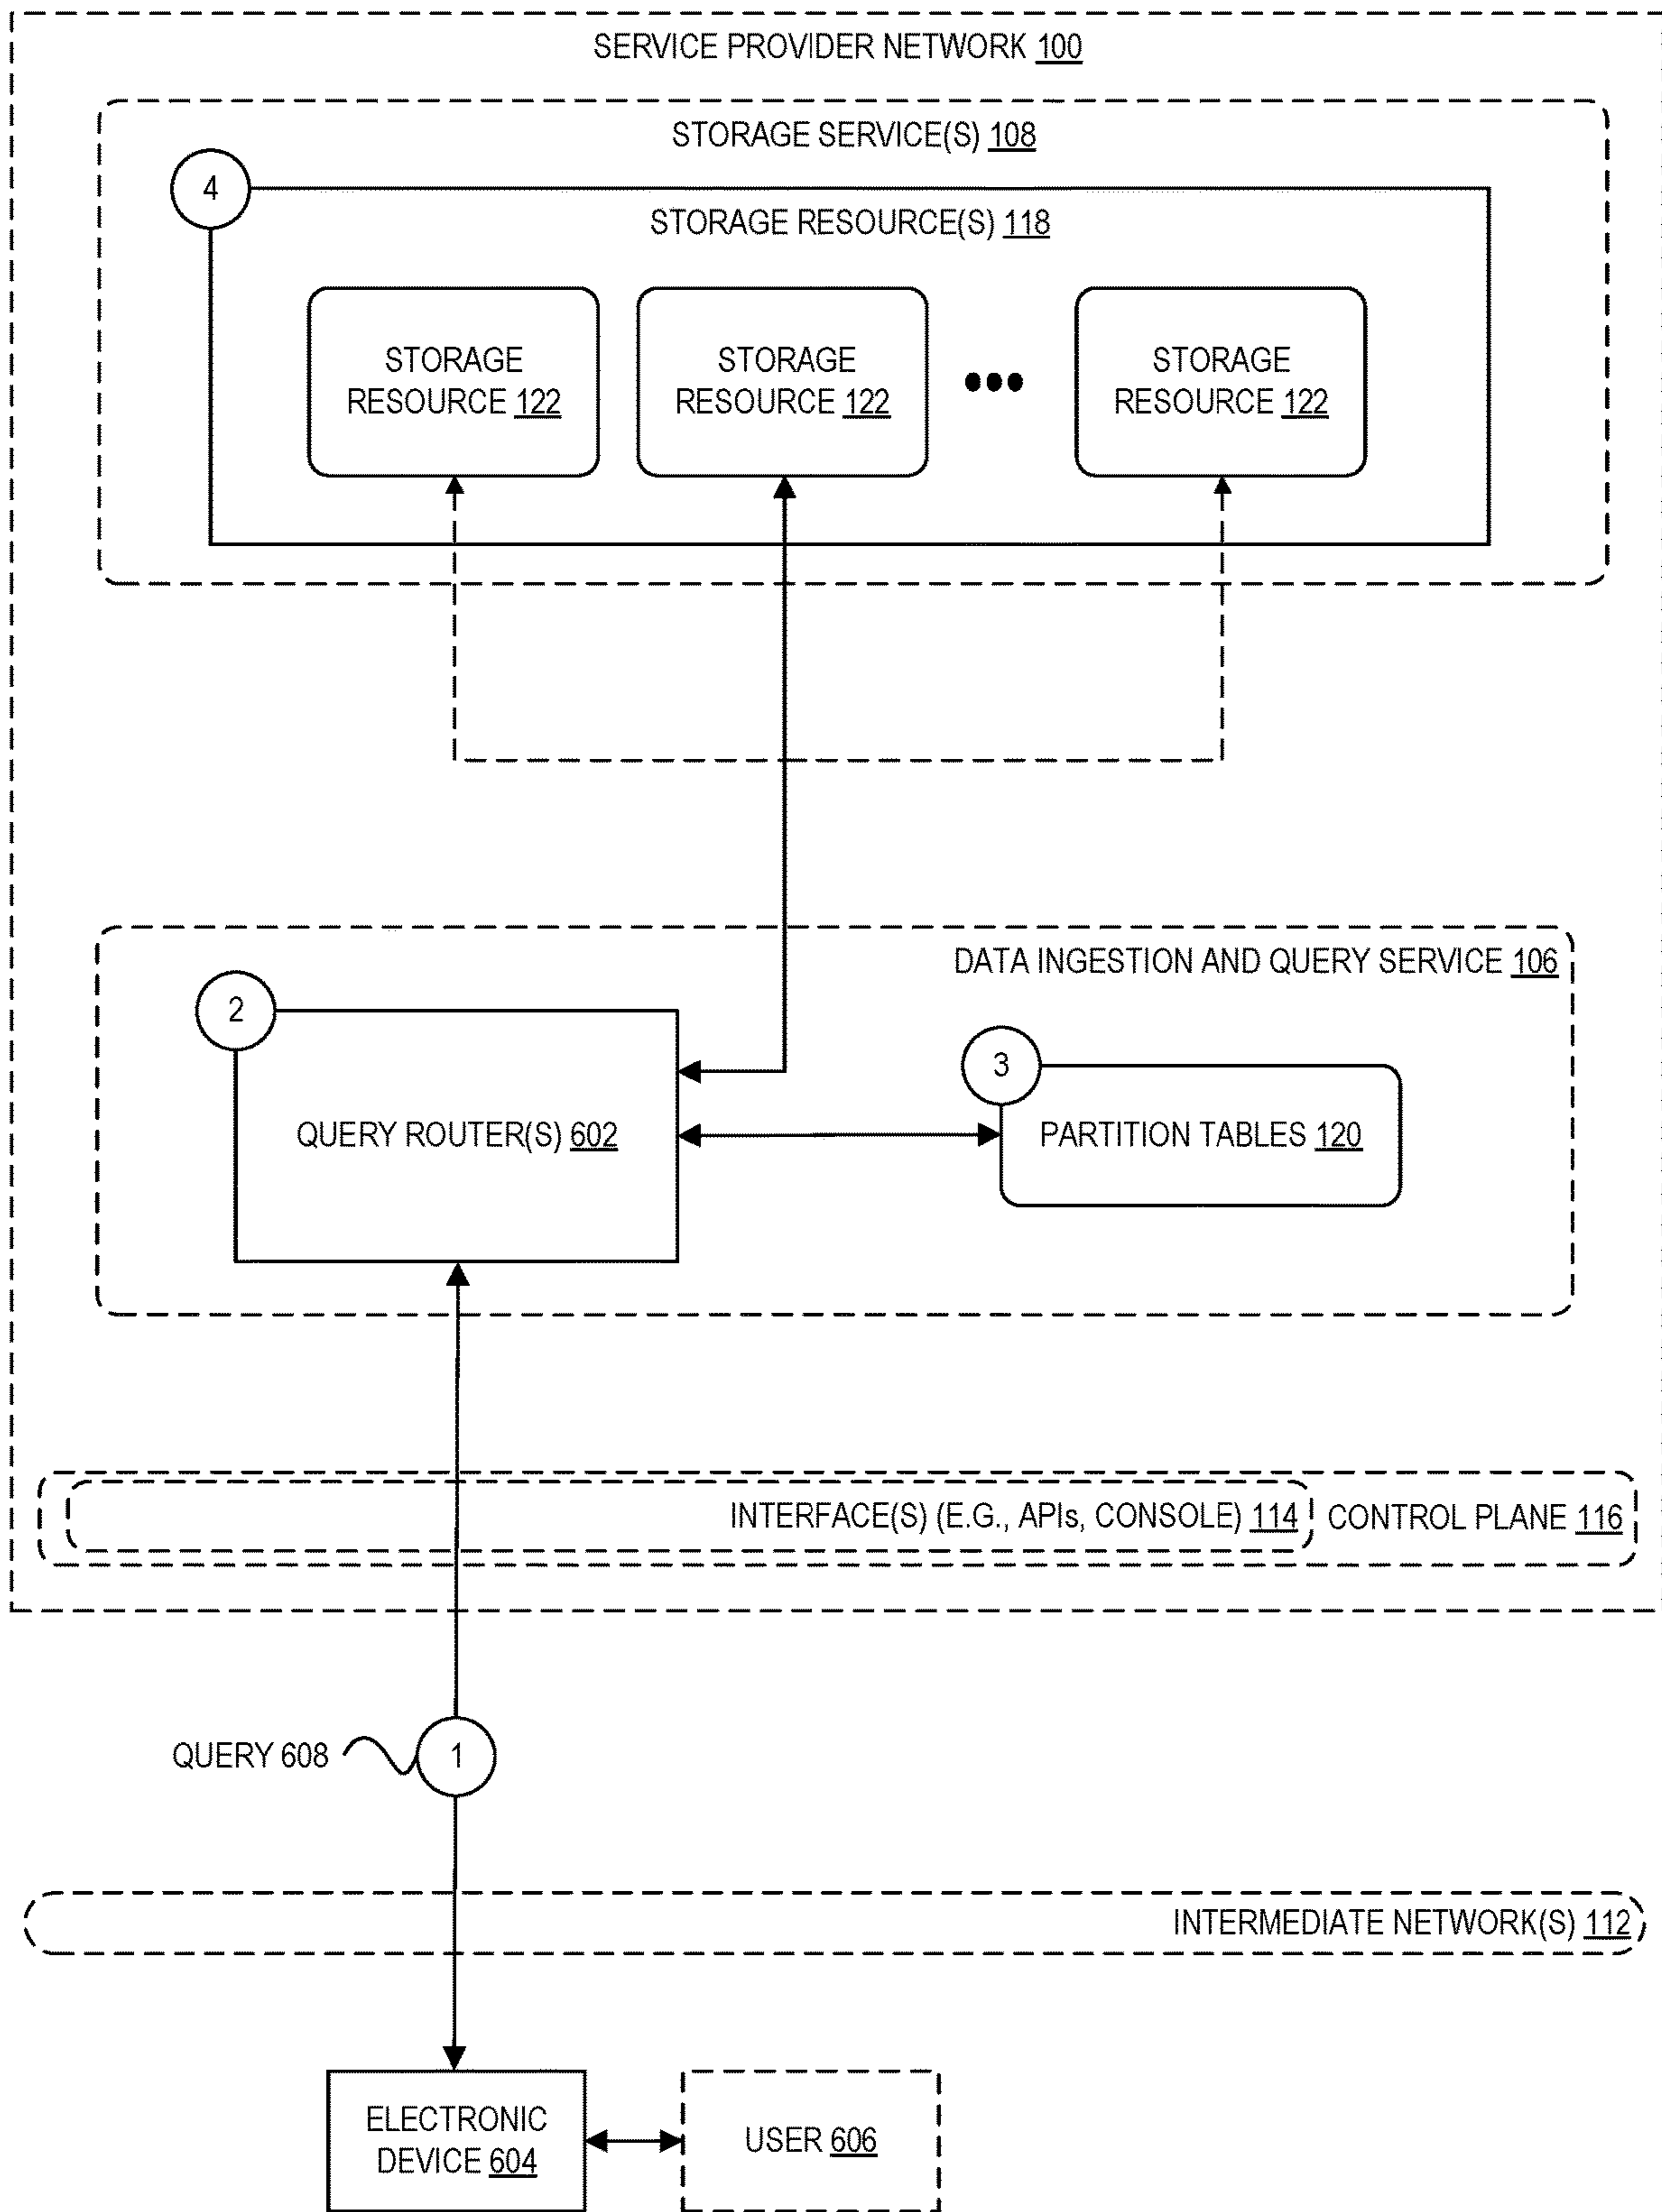 SERVICE PROVIDER NETWORK 100
STORAGE SERVICE(S) 108
4
STORAGE RESOURCE(S) 118
STORAGE
RESOURCE 122
STORAGE
RESOURCE 122
STORAGE
RESOURCE 122
DATA INGESTION AND QUERY SERVICE 106
2
3
QUERY ROUTER(S) 602
PARTITION TABLES 120
INTERFACE(S) (E.G., APIs, CONSOLE) 114
CONTROL PLANE 116
QUERY 608
1
INTERMEDIATE NETWORK(S) 112
ELECTRONIC
DEVICE 604
USER 606